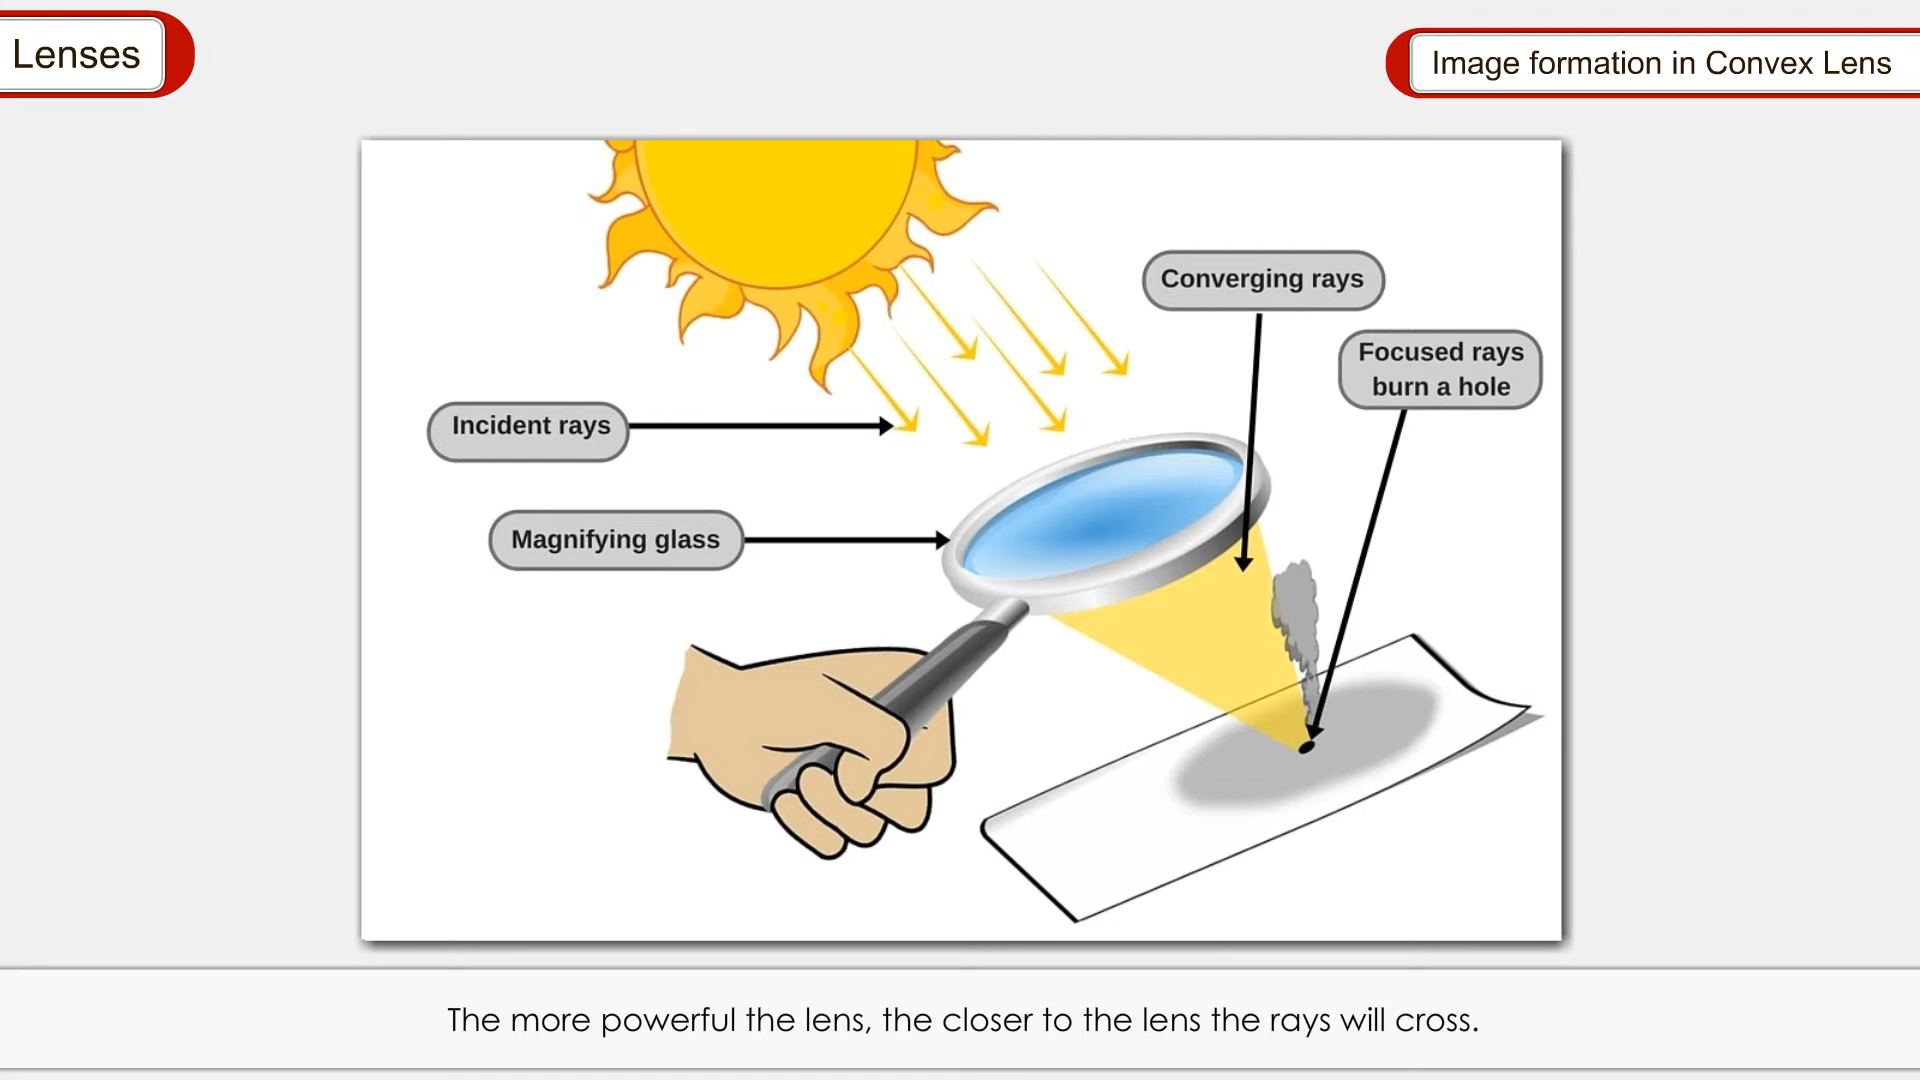 Lenses
Image formation in Convex Lens
Converging rays
Focused rays
burn a hole
Incident rays
Magnifying glass
The more powerful the lens, the closer to the lens the rays will cross.